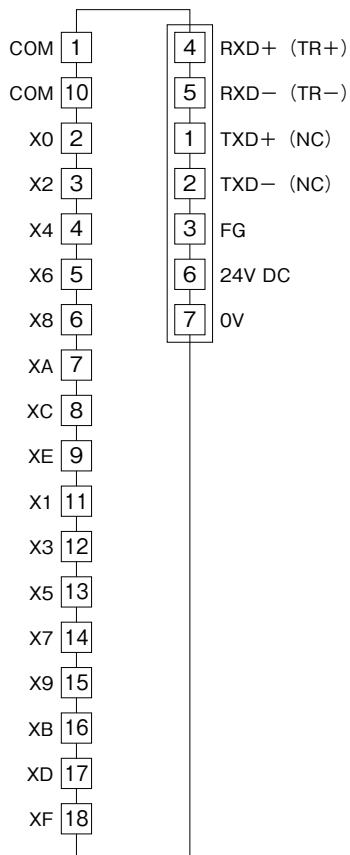 COM 1 4 RXD+ (TR+)
COM 10 5 RXD− (TR−)
X0 2 1 TXD+ (NC)
X2 3 2 TXD− (NC)
X4 4 3 FG
X6 5 6 24V DC
X8 6 7 0V
XA 7
XC 8
XE 9
X1 11
X3 12
X5 13
X7 14
X9 15
XB 16
XD 17
XF 18